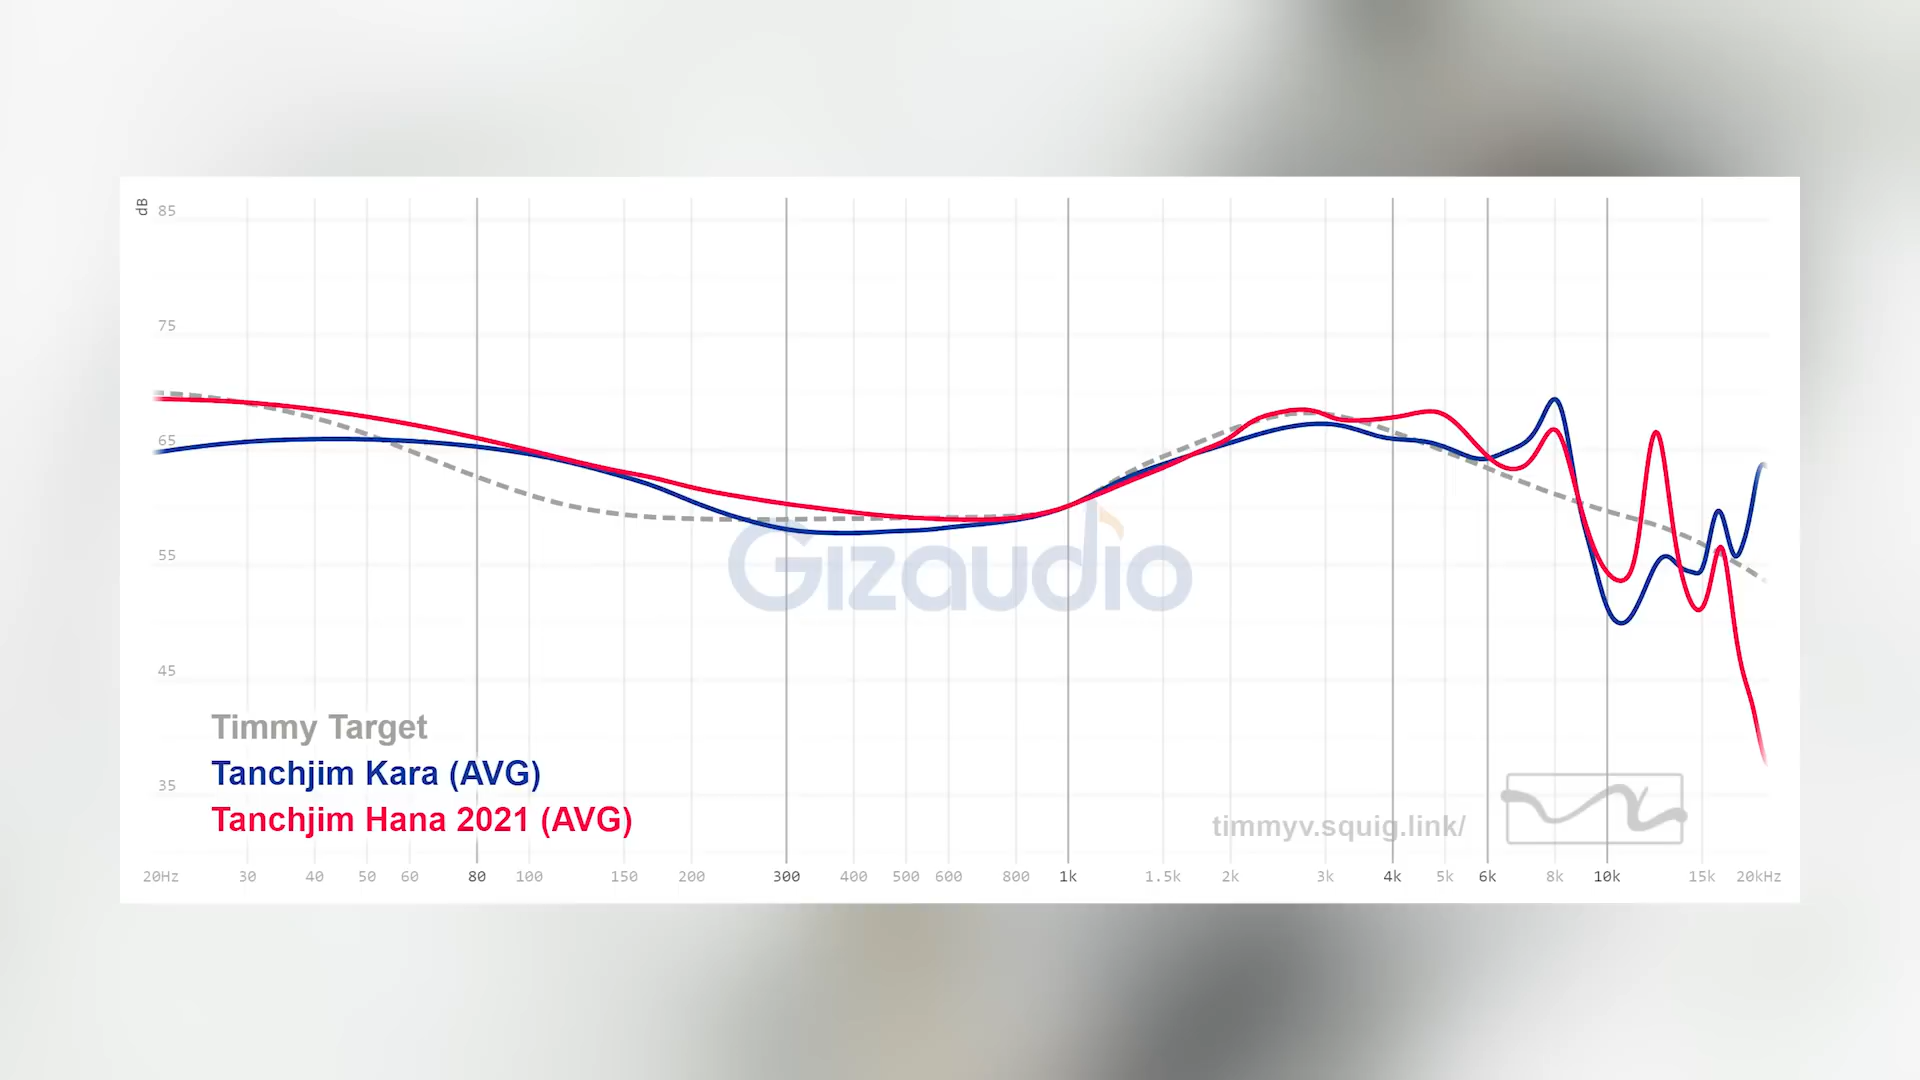 dB
85
75
65
55
45
35
Gizaudio
Timmy Target
Tanchjim Kara (AVG)
Tanchjim Hana 2021 (AVG)
timmyv.squig.link/
20Hz 30 40 50 60 80 100 150 200 300 400 500 600 800 1k 1.5k 2k 3k 4k 5k 6k 8k 10k 15k 20kHz